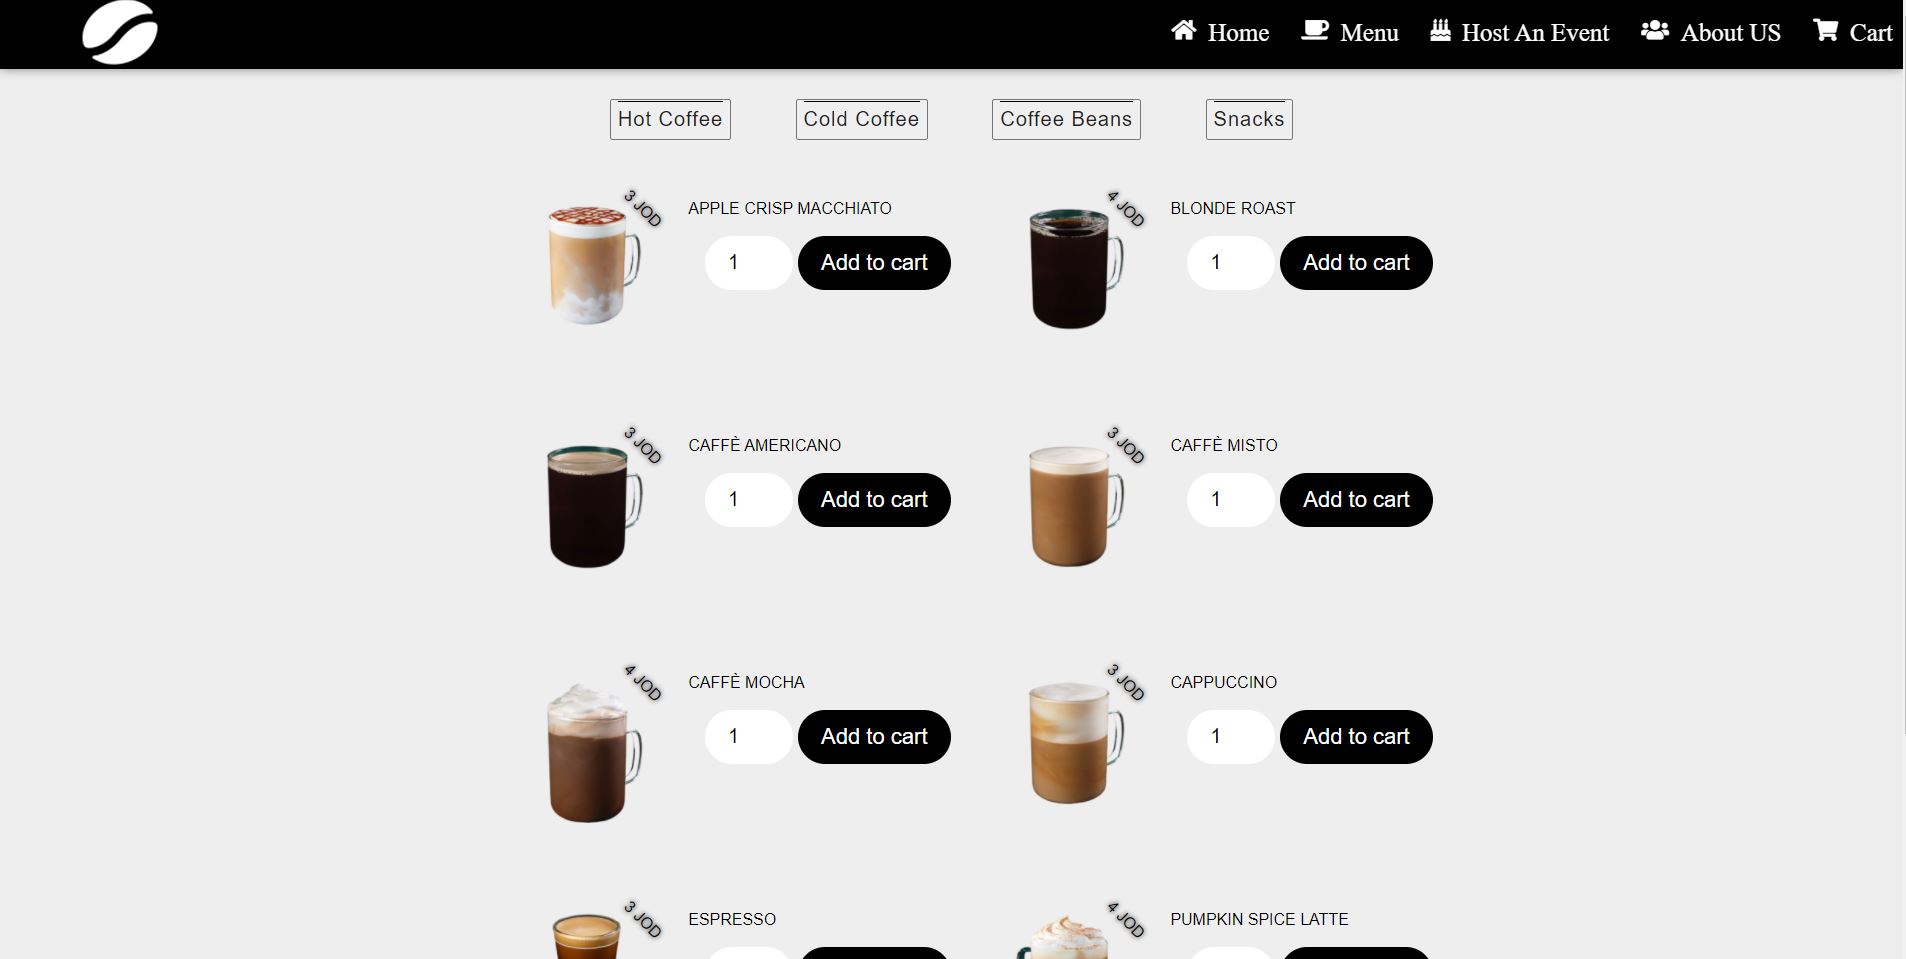 Home Menu Host An Event About US Cart
Hot Coffee Cold Coffee Coffee Beans Snacks
3 JOD
APPLE CRISP MACCHIATO
1 Add to cart
4 JOD
BLONDE ROAST
1 Add to cart
3 JOD
CAFFÈ AMERICANO
1 Add to cart
3 JOD
CAFFÈ MISTO
1 Add to cart
4 JOD
CAFFÈ MOCHA
1 Add to cart
3 JOD
CAPPUCCINO
1 Add to cart
3 JOD
ESPRESSO
4 JOD
PUMPKIN SPICE LATTE